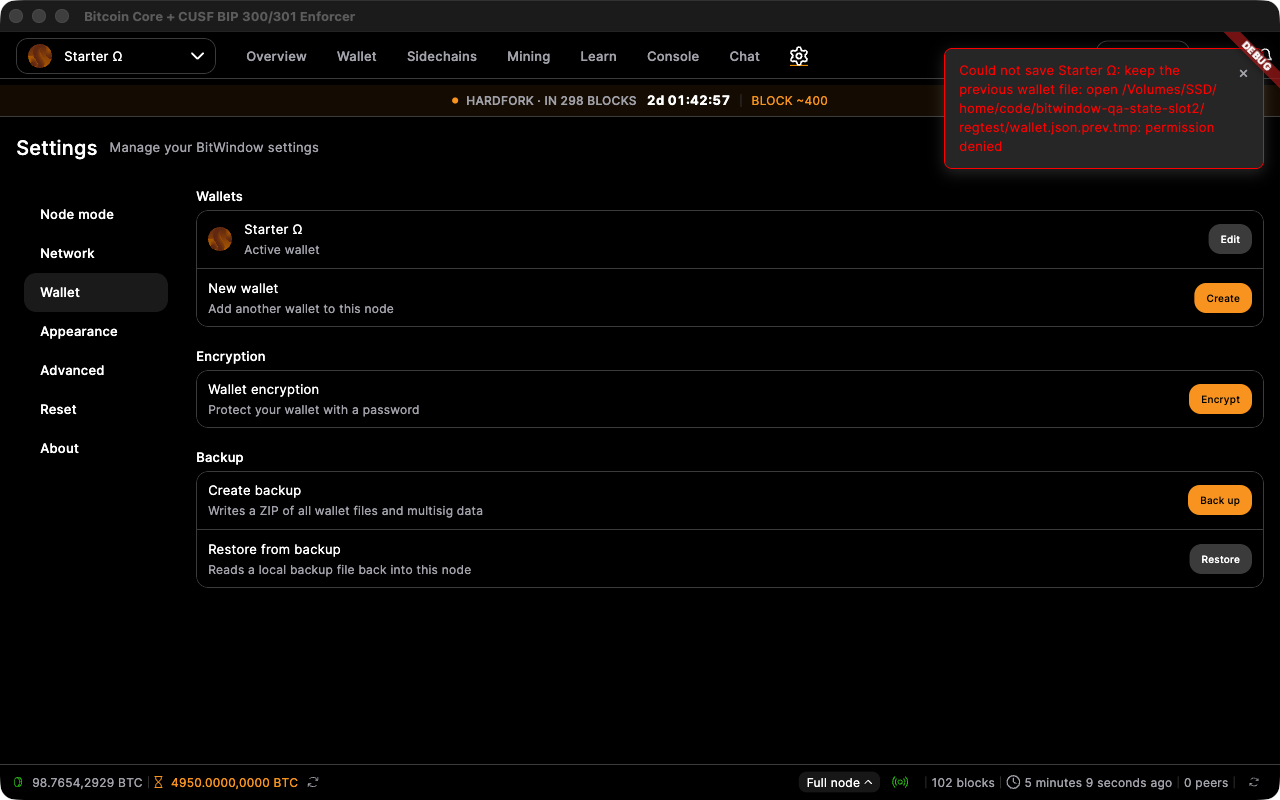 Bitcoin Core + CUSF BIP 300/301 Enforcer
Starter Ω
Overview
Wallet
Sidechains
Mining
Learn
Console
Chat
DEBUG
HARDFORK · IN 298 BLOCKS 2d 01:42:57 BLOCK ~400
Could not save Starter Ω: keep the
previous wallet file: open /Volumes/SSD/
home/code/bitwindow-qa-state-slot2/
regtest/wallet.json.prev.tmp: permission
denied
Settings Manage your BitWindow settings
Node mode
Network
Wallet
Appearance
Advanced
Reset
About
Wallets
Starter Ω
Active wallet
Edit
New wallet
Add another wallet to this node
Create
Encryption
Wallet encryption
Protect your wallet with a password
Encrypt
Backup
Create backup
Writes a ZIP of all wallet files and multisig data
Back up
Restore from backup
Reads a local backup file back into this node
Restore
98.7654,2929 BTC
4950.0000,0000 BTC
Full node
102 blocks
5 minutes 9 seconds ago
0 peers